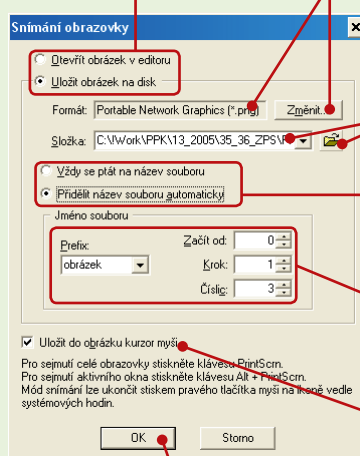 Snímání obrazovky
Otevřít obrázek v editoru
Uložit obrázek na disk
Formát: Portable Network Graphics (*.png) Změnit...
Složka: C:\!Work\PPK\13_2005\35_36_ZPS\
Vždy se ptát na název souboru
Přidělit název souboru automaticky
Jméno souboru
Prefix: Začít od: 0
obrázek Krok: 1
Číslic: 3
Uložit do obrázku kurzor myši
Pro sejmutí celé obrazovky stiskněte klávesu PrintScrn.
Pro sejmutí aktivního okna stiskněte klávesu Alt + PrintScrn.
Mód snímání lze ukončit stiskem pravého tlačítka myši na ikoně vedle
systémových hodin.
OK Storno